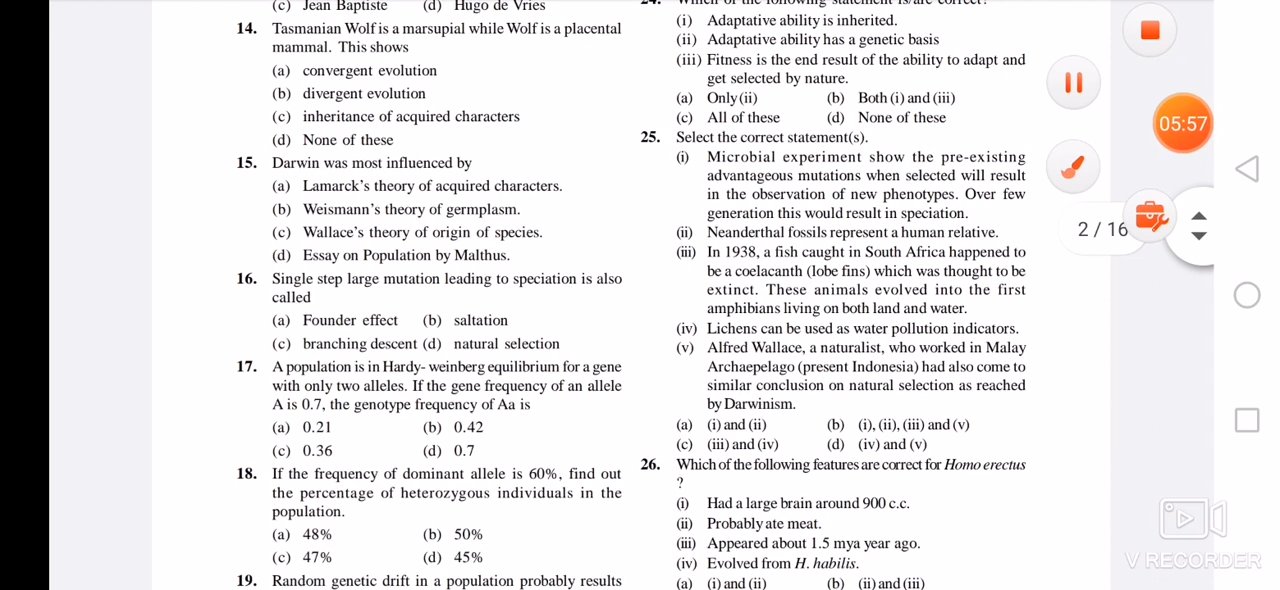 (c) Jean Baptiste (d) Hugo de Vries
14. Tasmanian Wolf is a marsupial while Wolf is a placental
mammal. This shows
(a) convergent evolution
(b) divergent evolution
(c) inheritance of acquired characters
(d) None of these
15. Darwin was most influenced by
(a) Lamarck's theory of acquired characters.
(b) Weismann's theory of germplasm.
(c) Wallace's theory of origin of species.
(d) Essay on Population by Malthus.
16. Single step large mutation leading to speciation is also
called
(a) Founder effect (b) saltation
(c) branching descent (d) natural selection
17. A population is in Hardy- weinberg equilibrium for a gene
with only two alleles. If the gene frequency of an allele
A is 0.7, the genotype frequency of Aa is
(a) 0.21 (b) 0.42
(c) 0.36 (d) 0.7
18. If the frequency of dominant allele is 60%, find out
the percentage of heterozygous individuals in the
population.
(a) 48% (b) 50%
(c) 47% (d) 45%
19. Random genetic drift in a population probably results
24. Which of the following statement is/are correct?
(i) Adaptative ability is inherited.
(ii) Adaptative ability has a genetic basis
(iii) Fitness is the end result of the ability to adapt and
get selected by nature.
(a) Only (ii) (b) Both (i) and (iii)
(c) All of these (d) None of these
25. Select the correct statement(s).
(i) Microbial experiment show the pre-existing
advantageous mutations when selected will result
in the observation of new phenotypes. Over few
generation this would result in speciation.
(ii) Neanderthal fossils represent a human relative.
(iii) In 1938, a fish caught in South Africa happened to
be a coelacanth (lobe fins) which was thought to be
extinct. These animals evolved into the first
amphibians living on both land and water.
(iv) Lichens can be used as water pollution indicators.
(v) Alfred Wallace, a naturalist, who worked in Malay
Archaepelago (present Indonesia) had also come to
similar conclusion on natural selection as reached
by Darwinism.
(a) (i) and (ii) (b) (i), (ii), (iii) and (v)
(c) (iii) and (iv) (d) (iv) and (v)
26. Which of the following features are correct for Homo erectus
?
(i) Had a large brain around 900 c.c.
(ii) Probably ate meat.
(iii) Appeared about 1.5 mya year ago.
(iv) Evolved from H. habilis.
(a) (i) and (ii) (b) (ii) and (iii)
05:57
2 / 16
V RECORDER